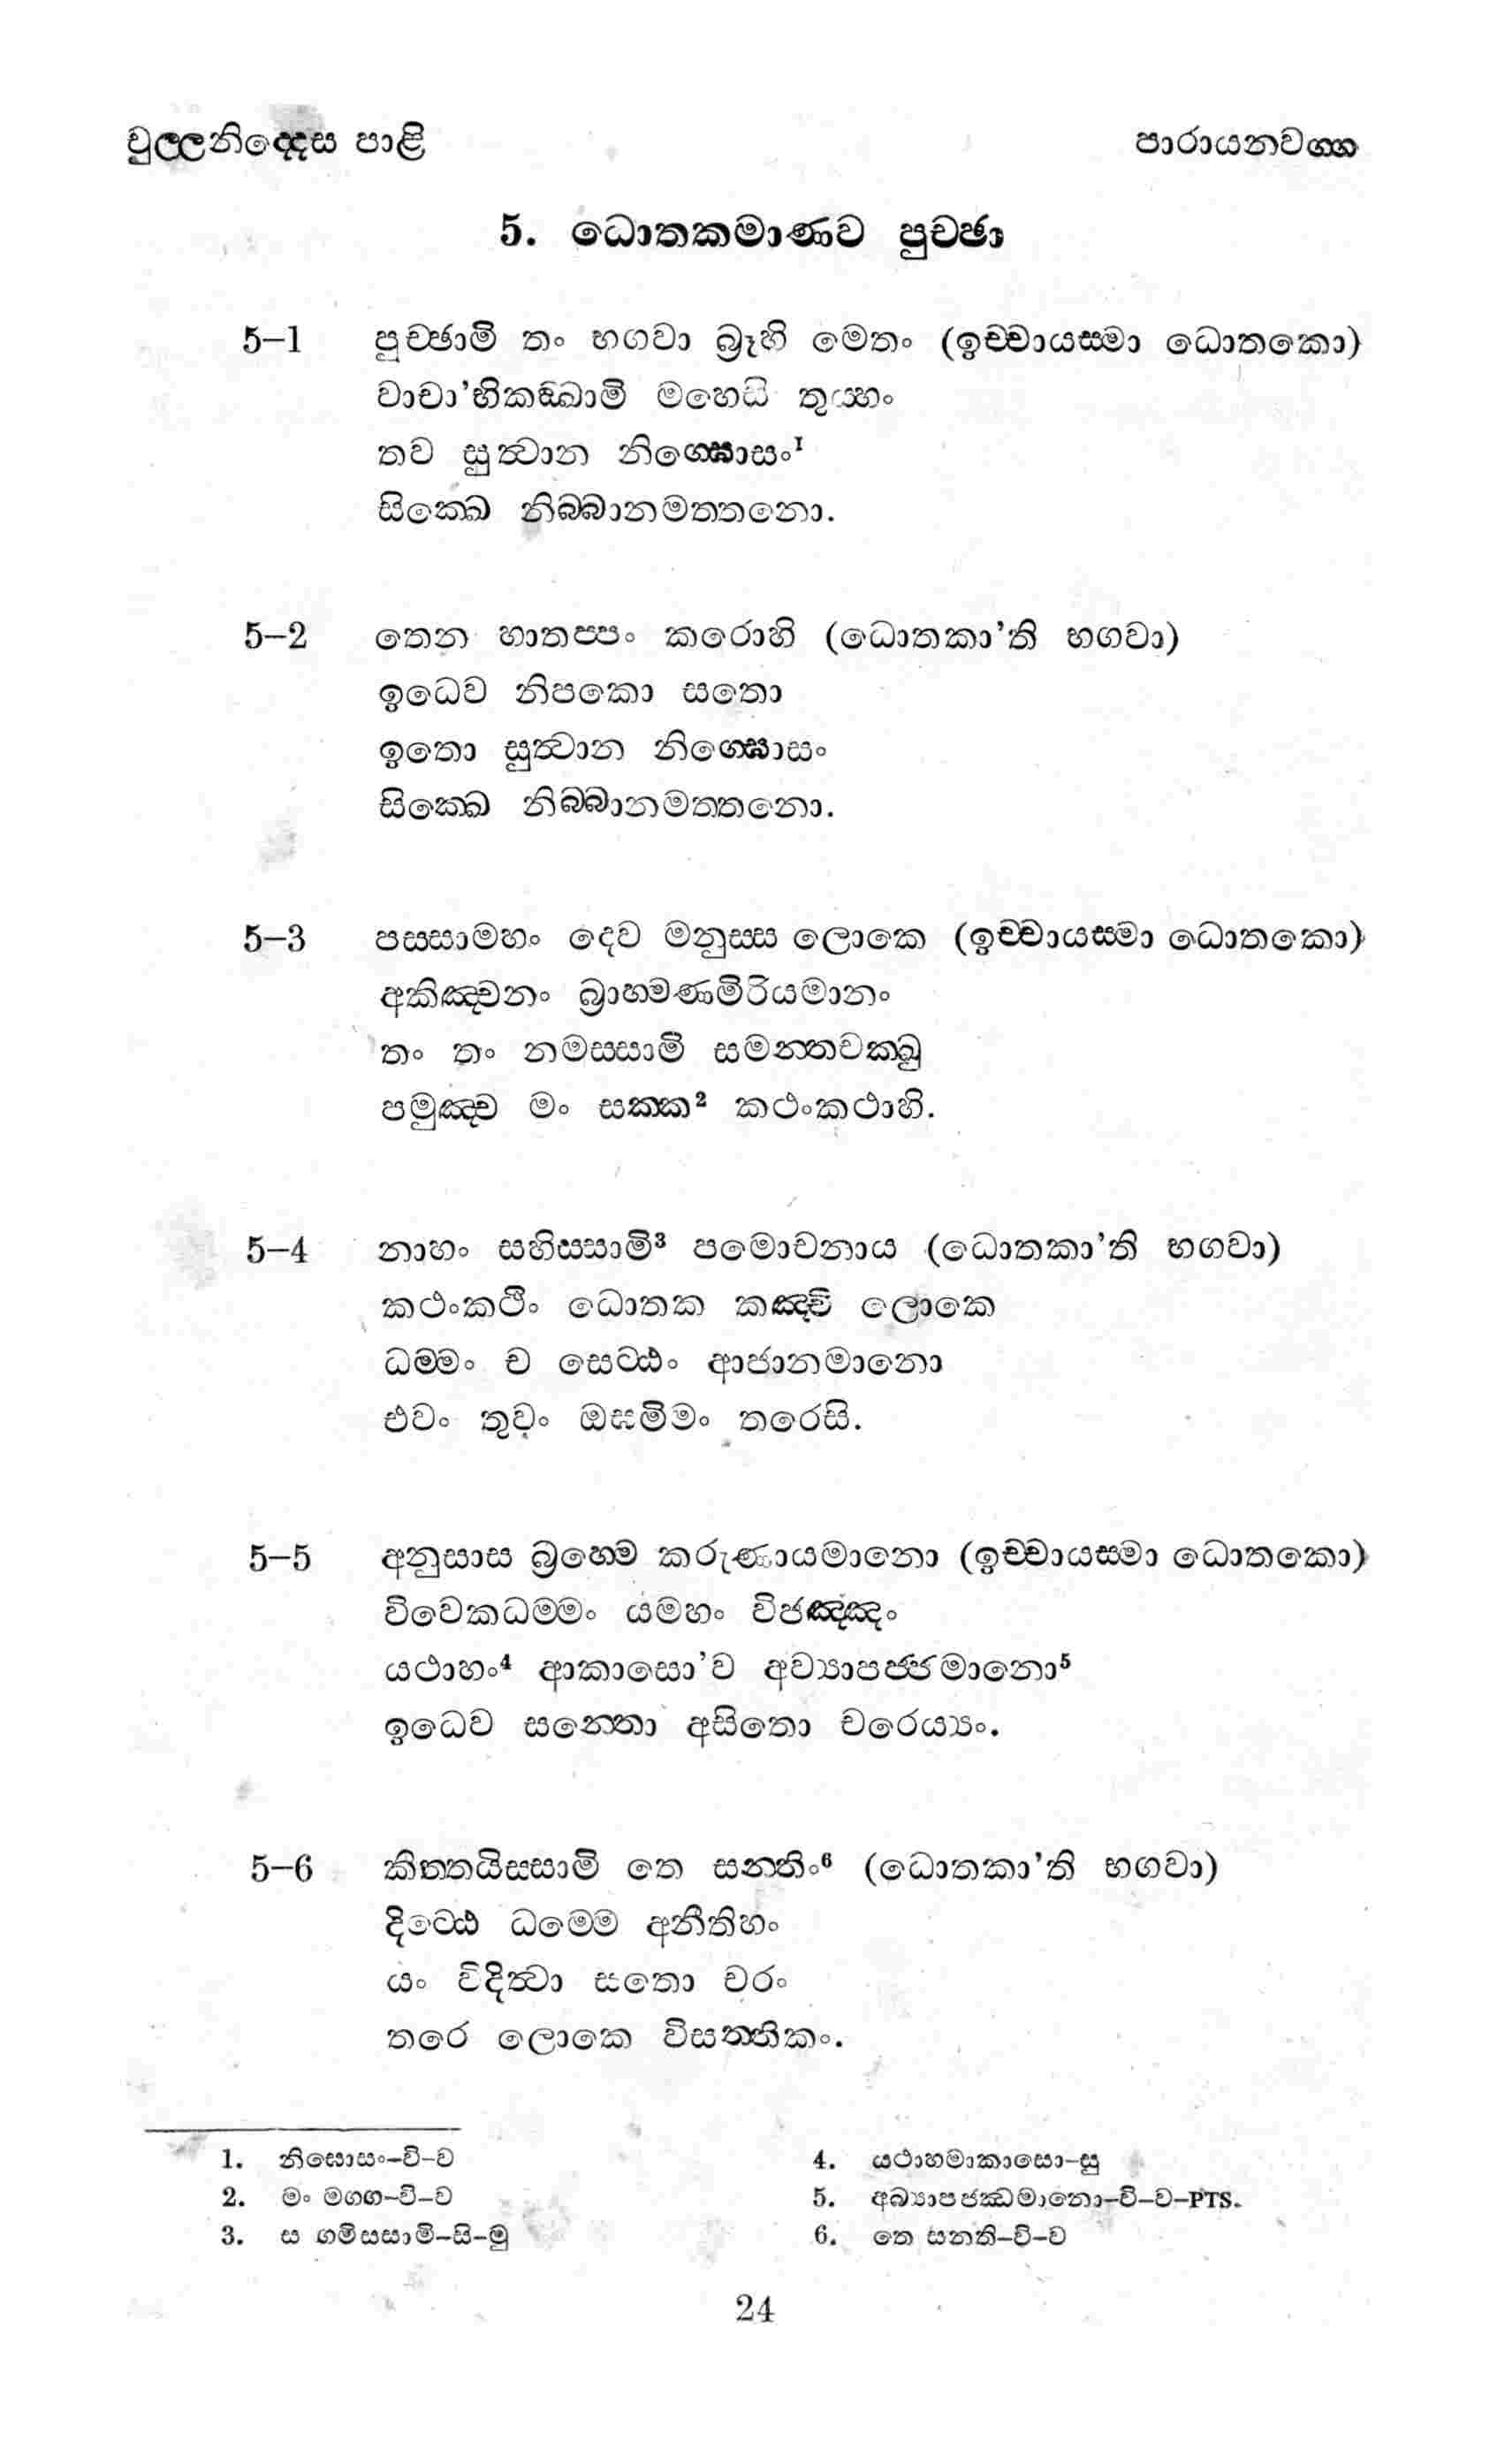 චුල්ලනිද්දෙස පාළි පාරායනවග්ග
5. ධොතකමාණව පුච්ඡා
5–1 පුච්ඡාමි තං භගවා බ්‍රූහි මෙතං (ඉච්චායස්මා ධොතකො)
වාචා'භිකඞ්ඛාමි මහෙසි තුය්හං
තව සුත්වාන නිග්ඝොසං¹
සික්ඛෙ නිබ්බානමත්තනො.
5–2 තෙන හාතප්පං කරොහි (ධොතකා'ති භගවා)
ඉධෙව නිපකො සතො
ඉතො සුත්වාන නිග්ඝොසං
සික්ඛෙ නිබ්බානමත්තනො.
5–3 පස්සාමහං දෙව මනුස්ස ලොකෙ (ඉච්චායස්මා ධොතකො)
අකිඤ්චනං බ්‍රාහ්මණමිරියමානං
තං තං නමස්සාමි සමන්තචක්ඛු
පමුඤ්ච මං සක්ක² කථංකථාහි.
5–4 නාහං සහිස්සාමි³ පමොචනාය (ධොතකා'ති භගවා)
කථංකථිං ධොතක කඤ්චි ලොකෙ
ධම්මං ච සෙට්ඨං ආජානමානො
එවං තුවං ඔඝමිමං තරෙසි.
5–5 අනුසාස බ්‍රහ්මෙ කරුණායමානො (ඉච්චායස්මා ධොතකො)
විවෙකධම්මං යමහං විජඤ්ඤං
යථාහං⁴ ආකාසො'ව අව්‍යාපජ්ජමානො⁵
ඉධෙව සන්තො අසිතො චරෙය්‍යං.
5–6 කිත්තයිස්සාමි තෙ සන්තිං⁶ (ධොතකා'ති භගවා)
දිට්ඨෙ ධම්මෙ අනීතිහං
යං විදිත්වා සතො චරං
තරෙ ලොකෙ විසත්තිකං.
1. නිඝොසං–වි–ව
2. මං මග්ග–වි–ව
3. ස ගමිස්සාමි–සි–මු
4. යථාහමාකාසො–සු
5. අබ්‍යාපජ්ඣමානො–වි–ව–PTS.
6. තෙ සන්ති–වි–ව
24